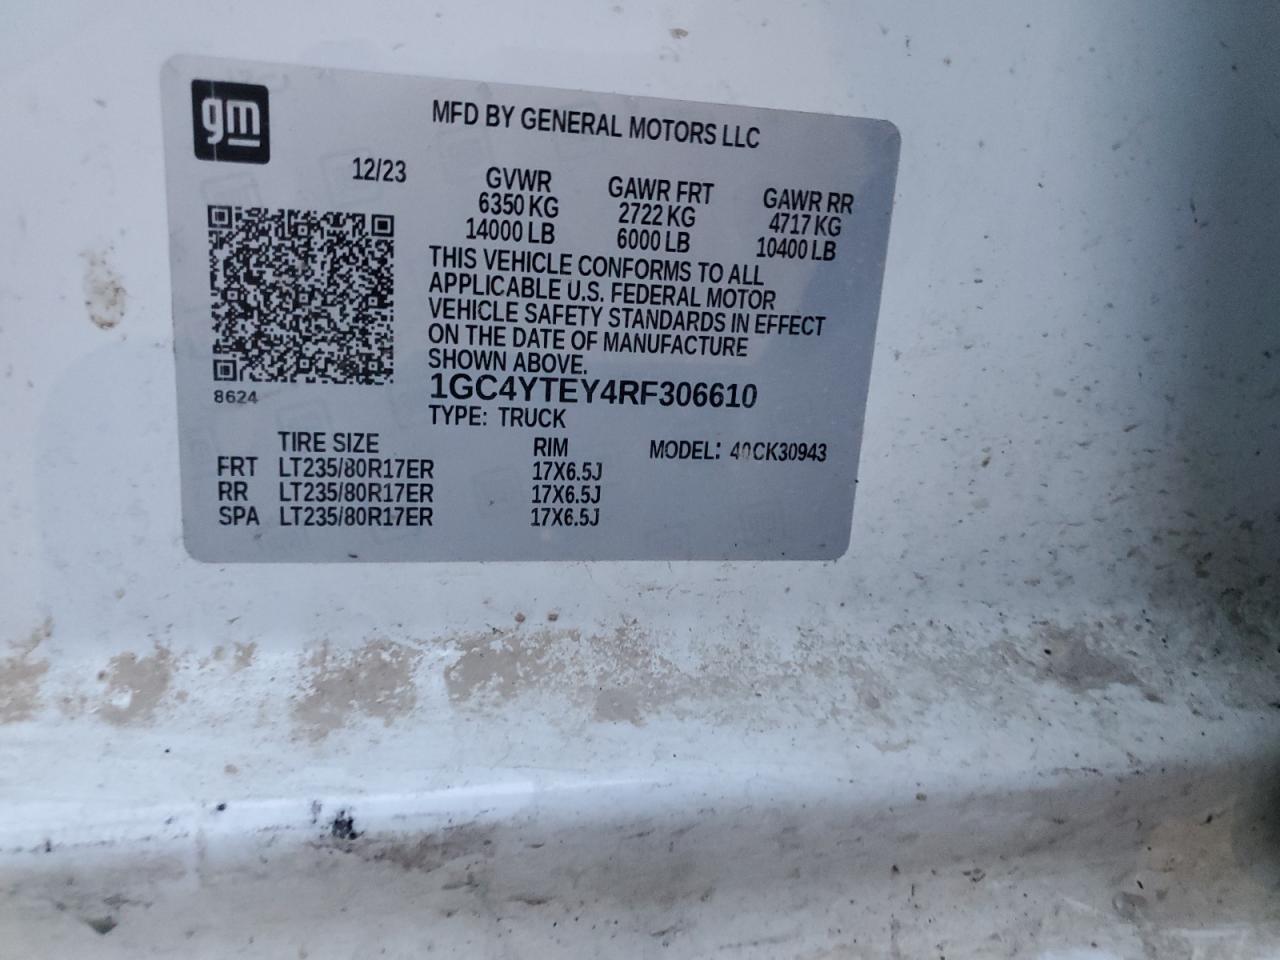 gm
MFD BY GENERAL MOTORS LLC
12/23
GVWR GAWR FRT GAWR RR
6350 KG 2722 KG 4717 KG
14000 LB 6000 LB 10400 LB
THIS VEHICLE CONFORMS TO ALL
APPLICABLE U.S. FEDERAL MOTOR
VEHICLE SAFETY STANDARDS IN EFFECT
ON THE DATE OF MANUFACTURE
SHOWN ABOVE.
8624
1GC4YTEY4RF306610
TYPE: TRUCK
TIRE SIZE RIM MODEL: 40CK30943
FRT LT235/80R17ER 17X6.5J
RR LT235/80R17ER 17X6.5J
SPA LT235/80R17ER 17X6.5J